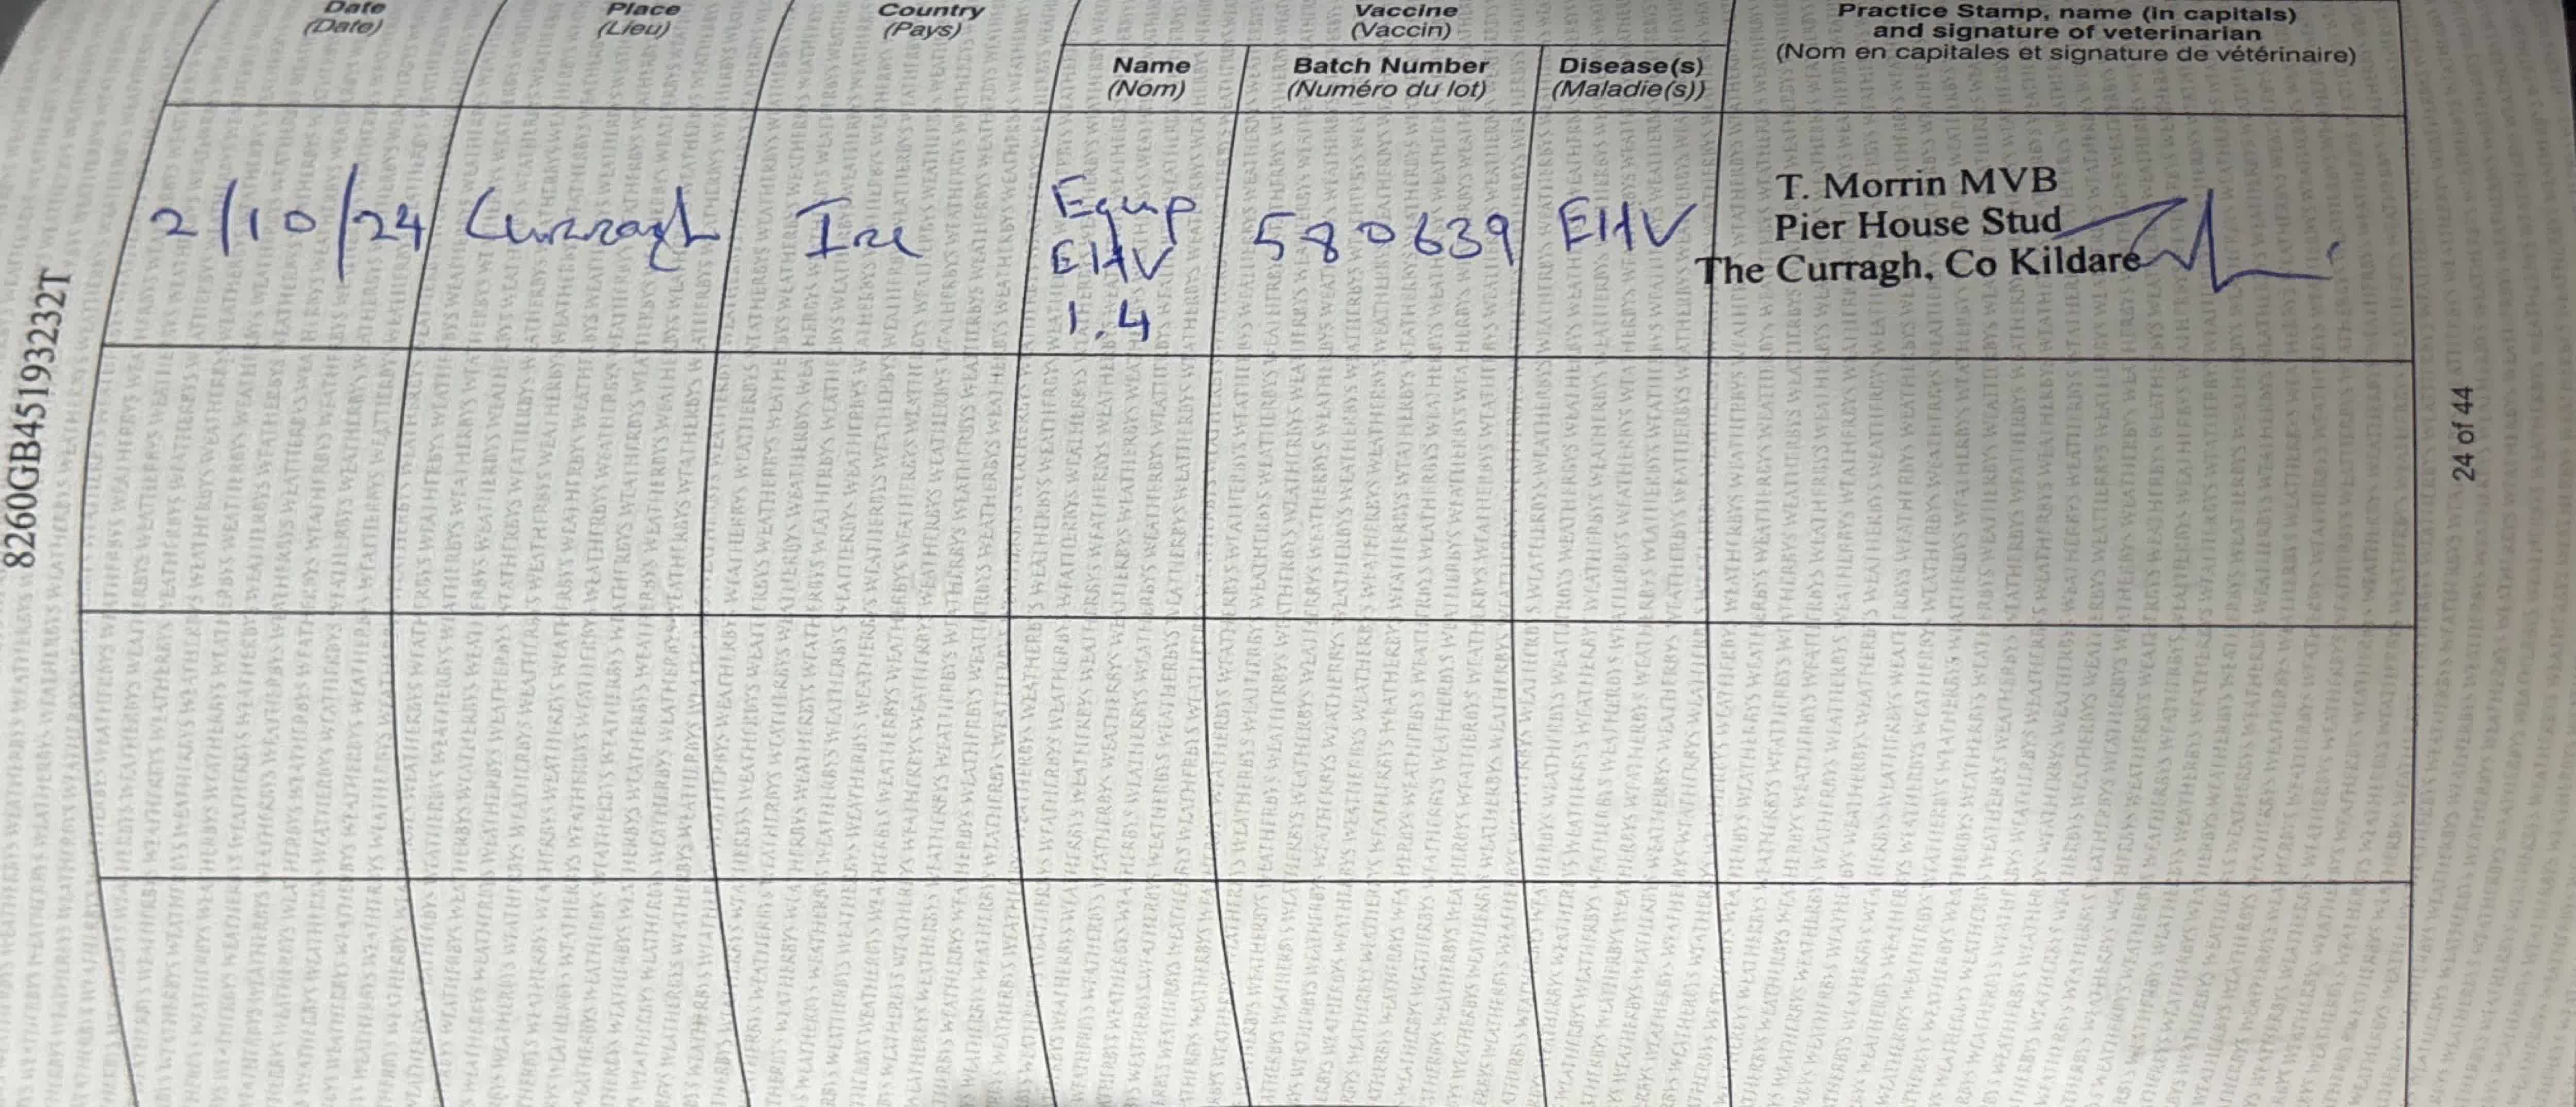 Date
(Date)
Place
(Lieu)
Country
(Pays)
Vaccine
(Vaccin)
Name
(Nom)
Batch Number
(Numéro du lot)
Disease(s)
(Maladie(s))
Practice Stamp, name (in capitals)
and signature of veterinarian
(Nom en capitales et signature de vétérinaire)
2/10/24
Curragh
Ire
Equip
EHV
1.4
580639
EHV
T. Morrin MVB
Pier House Stud
The Curragh, Co Kildare
8260GB45193232T
24 of 44